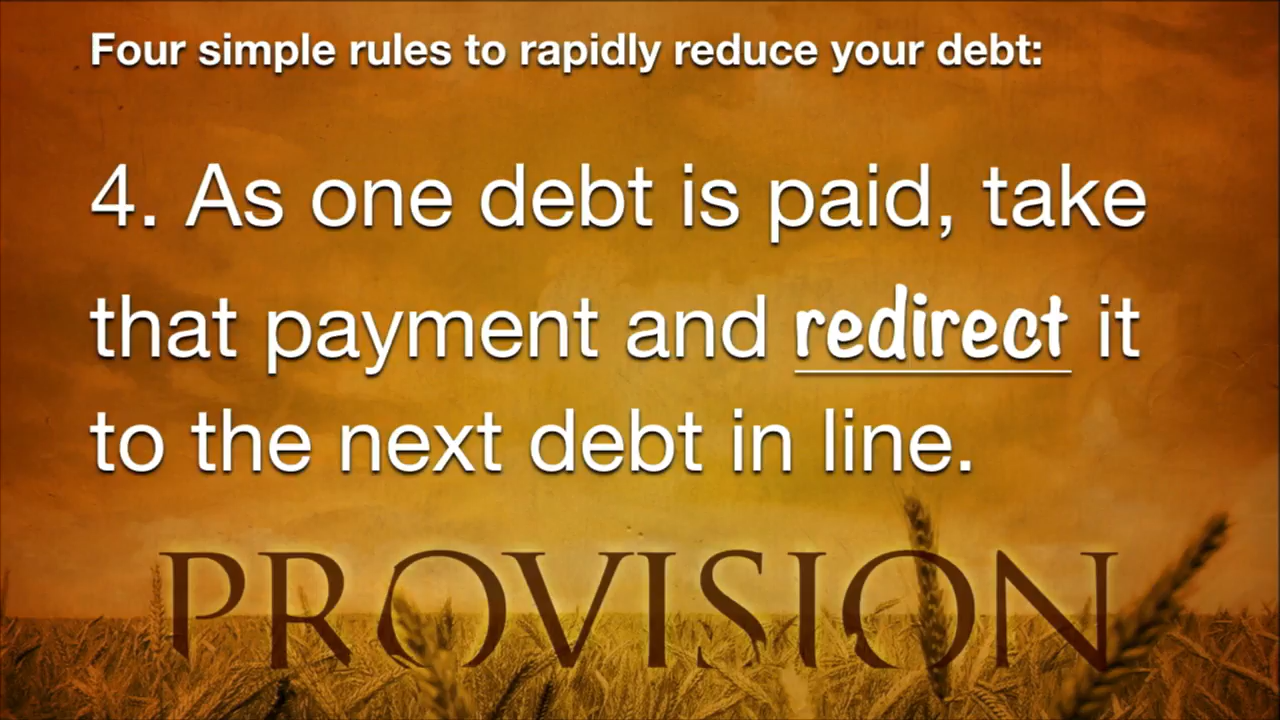 Four simple rules to rapidly reduce your debt:
4. As one debt is paid, take
that payment and redirect it
to the next debt in line.
PROVISION